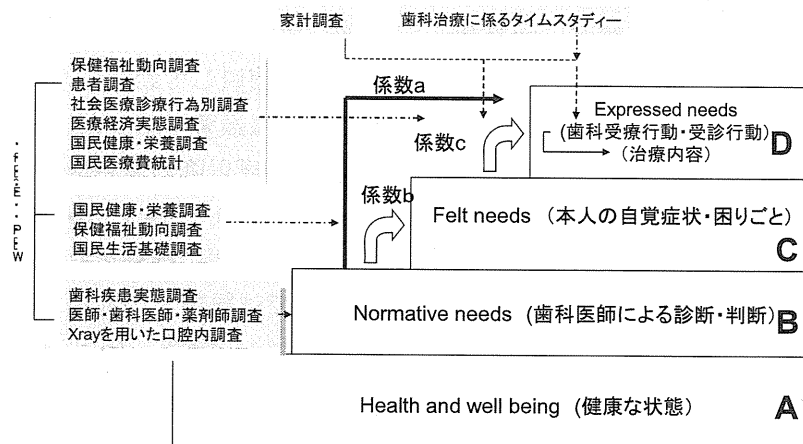 家計調査
歯科治療に係るタイムスタディー
保健福祉動向調査
患者調査
社会医療診療行為別調査
医療経済実態調査
国民健康・栄養調査
国民医療費統計
係数a
Expressed needs
(歯科受療行動・受診行動)
(治療内容)
D
係数c
国民健康・栄養調査
保健福祉動向調査
国民生活基礎調査
係数b
Felt needs (本人の自覚症状・困りごと)
C
歯科疾患実態調査
医師・歯科医師・薬剤師調査
Xrayを用いた口腔内調査
Normative needs (歯科医師による診断・判断)
B
Health and well being (健康な状態)
A